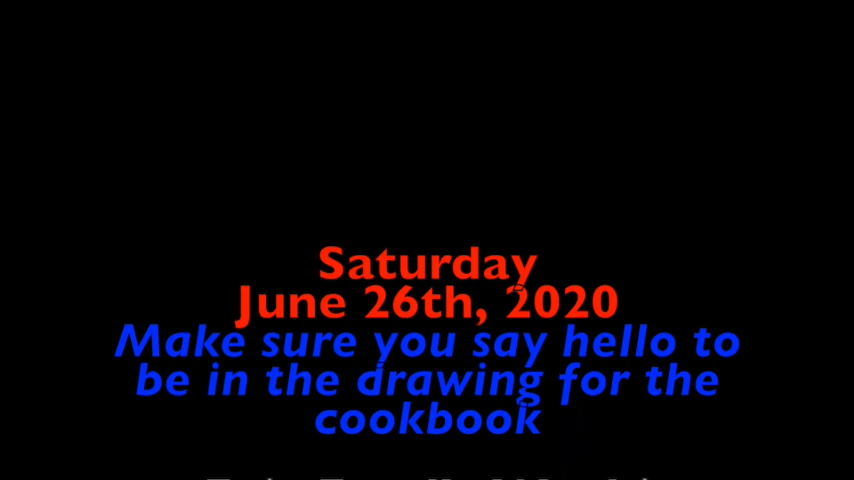 Saturday
June 26th, 2020
Make sure you say hello to
be in the drawing for the
cookbook